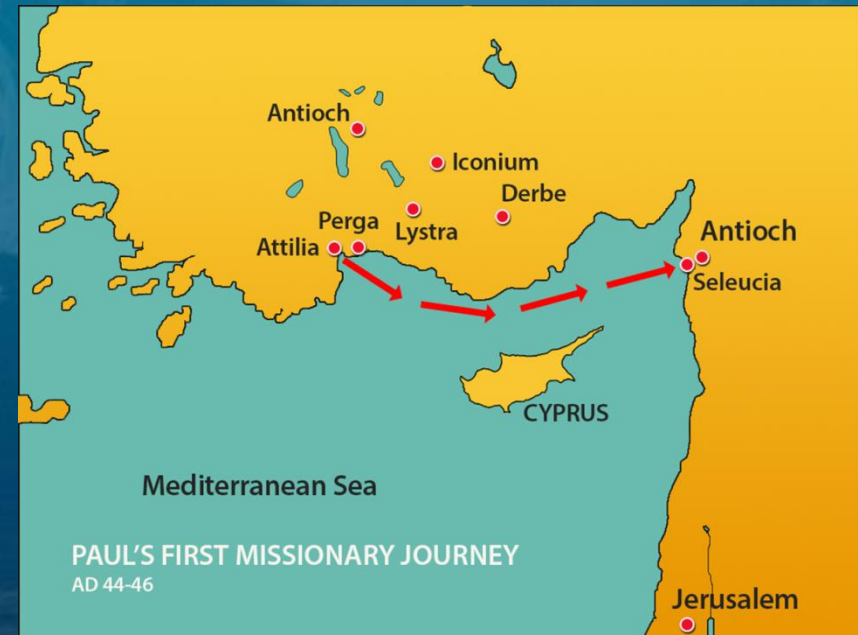 Antioch
Iconium
Derbe
Perga
Lystra
Attilia
Antioch
Seleucia
CYPRUS
Mediterranean Sea
PAUL'S FIRST MISSIONARY JOURNEY
AD 44-46
Jerusalem